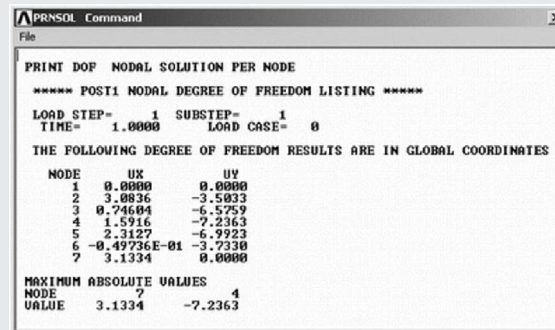 PRNSOL Command
File
PRINT DOF NODAL SOLUTION PER NODE
***** POST1 NODAL DEGREE OF FREEDOM LISTING *****
LOAD STEP= 1 SUBSTEP= 1
TIME= 1.0000 LOAD CASE= 0
THE FOLLOWING DEGREE OF FREEDOM RESULTS ARE IN GLOBAL COORDINATES
NODE UX UY
1 0.0000 0.0000
2 3.0836 -3.5033
3 0.74604 -6.5759
4 1.5916 -7.2363
5 2.3127 -6.9923
6 -0.49736E-01 -3.7330
7 3.1334 0.0000
MAXIMUM ABSOLUTE VALUES
NODE 7 4
VALUE 3.1334 -7.2363